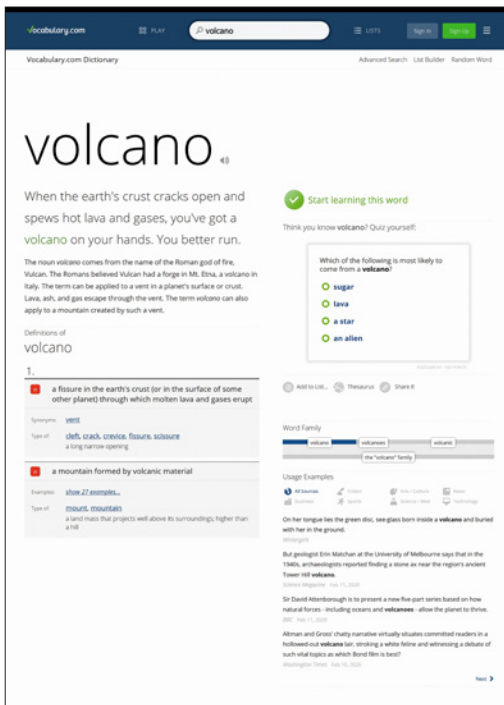 Vocabulary.com
PLAY
volcano
LISTS
Sign in
Sign up
Vocabulary.com Dictionary
Advanced Search List Builder Random Word
volcano
When the earth's crust cracks open and
spews hot lava and gases, you've got a
volcano on your hands. You better run.
The noun volcano comes from the name of the Roman god of fire,
Vulcan. The Romans believed Vulcan had a forge in Mt. Etna, a volcano in
Italy. The term can be applied to a vent in a planet's surface or crust.
Lava, ash, and gas escape through the vent. The term volcano can also
apply to a mountain created by such a vent.
Definitions of
volcano
1.
n a fissure in the earth's crust (or in the surface of some
other planet) through which molten lava and gases erupt
Synonyms: vent
Type of: cleft, crack, crevice, fissure, scissure
a long narrow opening
n a mountain formed by volcanic material
Examples: show 27 examples...
Type of: mount, mountain
a land mass that projects well above its surroundings; higher than
a hill
Start learning this word
Think you know volcano? Quiz yourself:
Which of the following is most likely to
come from a volcano?
sugar
lava
a star
an alien
Add to List... Thesaurus Share It
Word Family
volcano volcanoes volcanic
the "volcano" family
Usage Examples
All Sources Fiction Arts / Culture News
Business Sports Science / Med Technology
On her tongue lies the green disc, see-glass born inside a volcano and buried
with her in the ground.
But geologist Erin Matchan at the University of Melbourne says that in the
1940s, archaeologists reported finding a stone ax near the region's ancient
Tower Hill volcano.
Science Magazine Feb 11, 2020
Sir David Attenborough is to present a new five-part series based on how
natural forces - including oceans and volcanoes - allow the planet to thrive.
BBC Feb 11, 2020
Altman and Gross' chatty narrative virtually situates committed readers in a
hollowed-out volcano lair, stroking a white feline and witnessing a debate of
such vital topics as which Bond film is best?
Washington Times Feb 10, 2020
Next